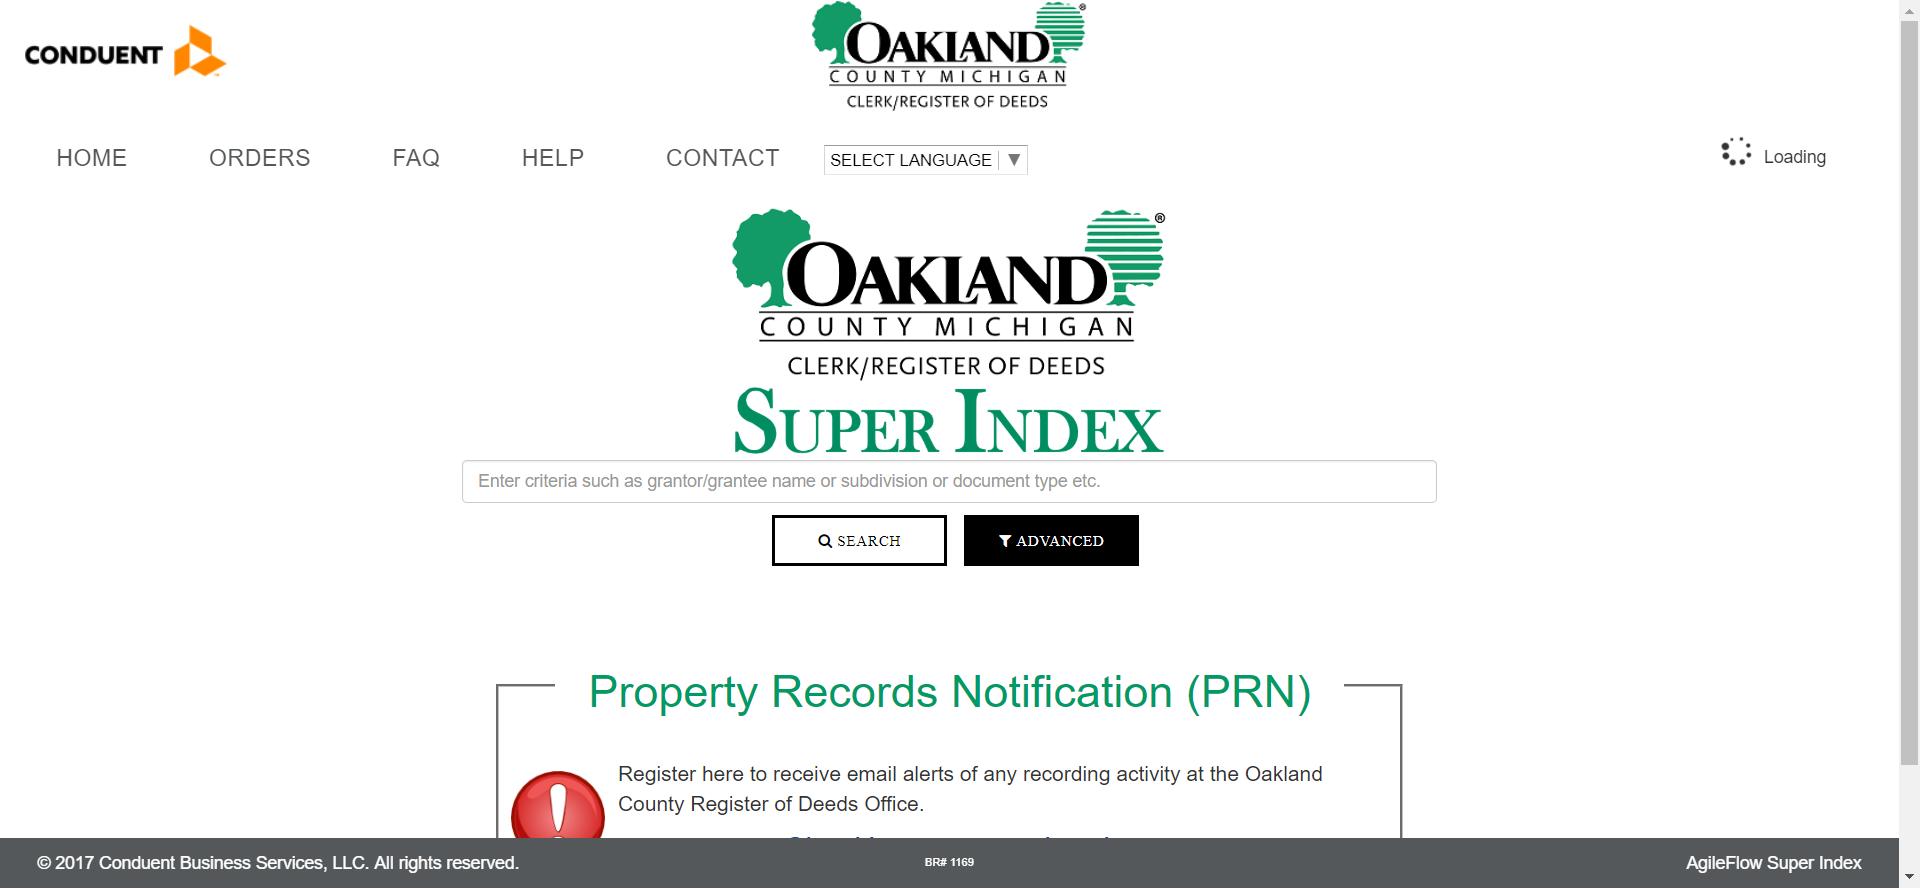 CONDUENT
OAKLAND®
COUNTY MICHIGAN
CLERK/REGISTER OF DEEDS
HOME ORDERS FAQ HELP CONTACT SELECT LANGUAGE ▼ Loading
OAKLAND®
COUNTY MICHIGAN
CLERK/REGISTER OF DEEDS
SUPER INDEX
Enter criteria such as grantor/grantee name or subdivision or document type etc.
SEARCH ADVANCED
Property Records Notification (PRN)
Register here to receive email alerts of any recording activity at the Oakland
County Register of Deeds Office.
© 2017 Conduent Business Services, LLC. All rights reserved. BR# 1169 AgileFlow Super Index